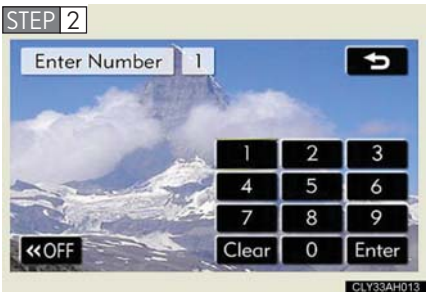 STEP 2
Enter Number 1
1 2 3
4 5 6
7 8 9
«OFF Clear 0 Enter
CLY33AH013